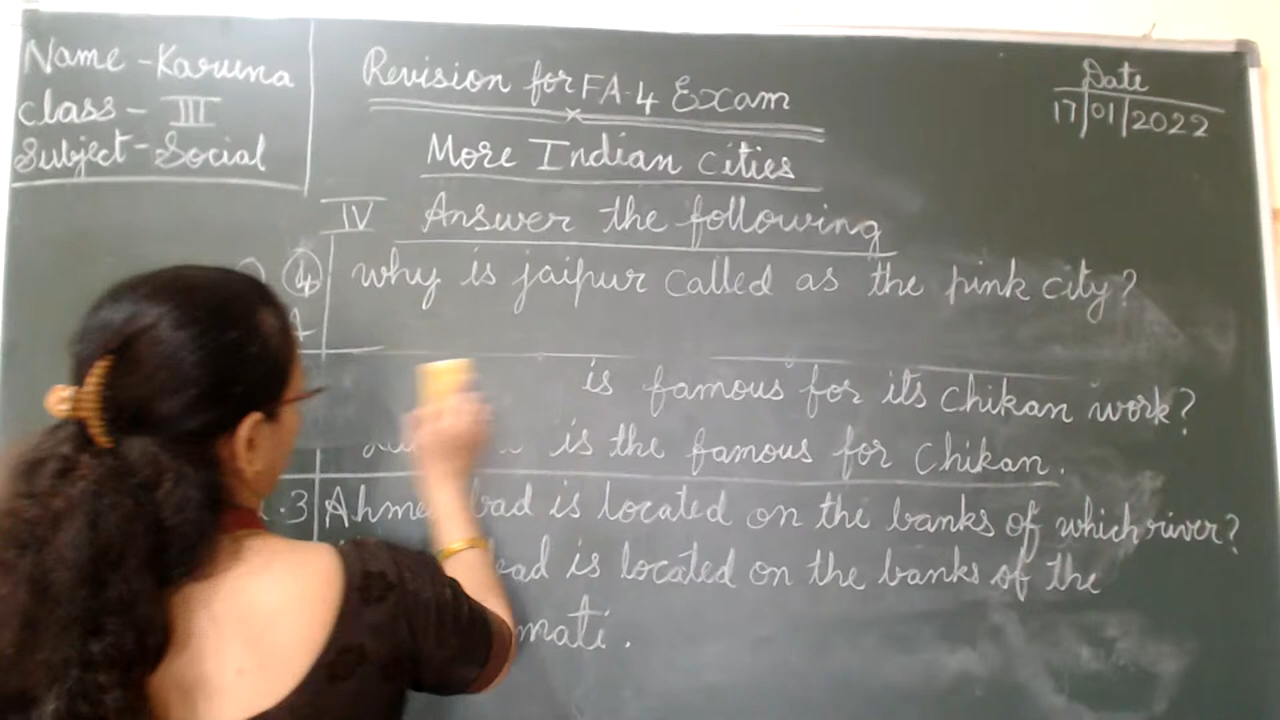 Name - Karuna
Class - III
Subject - Social
Revision for FA-4 Exam
Date
17/01/2022
More Indian Cities
IV Answer the following
4 why is jaipur called as the pink city?
A
is famous for its Chikan work?
is the famous for Chikan.
.3 Ahme bad is located on the banks of which river?
bad is located on the banks of the
mati.